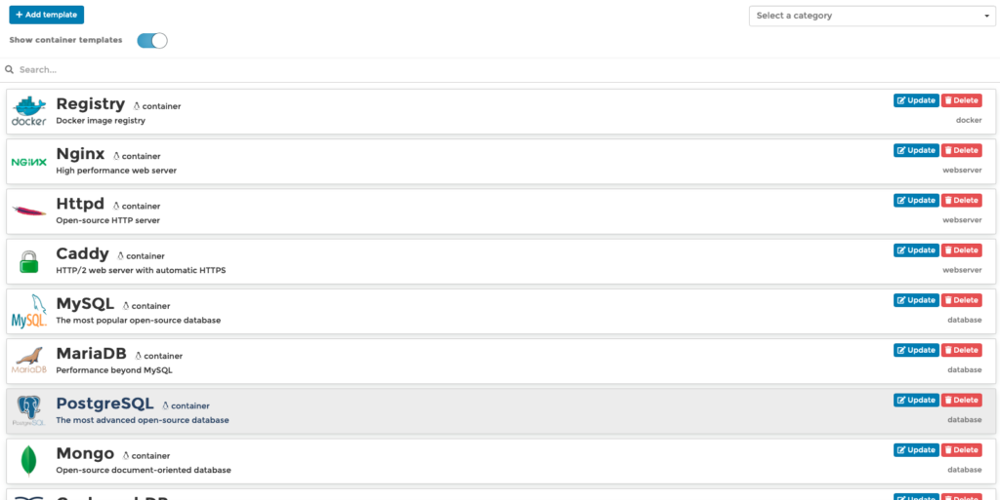 Add template
Select a category
Show container templates
Search...
docker
Registry container
Docker image registry
Update Delete
docker
NGINX
Nginx container
High performance web server
Update Delete
webserver
Httpd container
Open-source HTTP server
Update Delete
webserver
Caddy container
HTTP/2 web server with automatic HTTPS
Update Delete
webserver
MySQL
MySQL container
The most popular open-source database
Update Delete
database
MariaDB
MariaDB container
Performance beyond MySQL
Update Delete
database
PostgreSQL
PostgreSQL container
The most advanced open-source database
Update Delete
database
Mongo container
Open-source document-oriented database
Update Delete
database
Update Delete